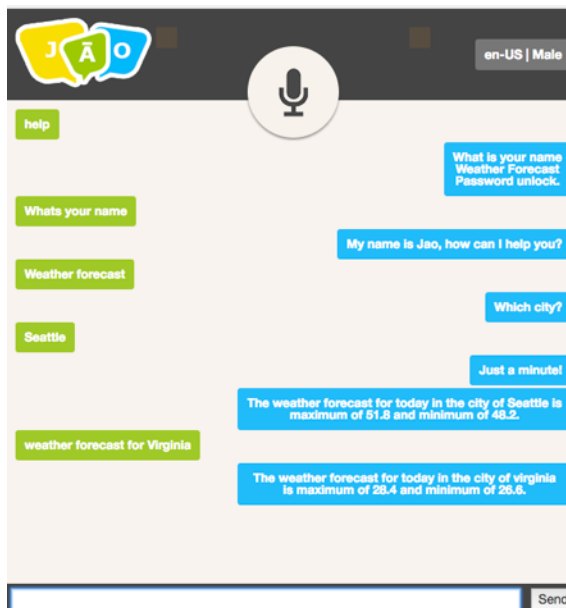 JĀO
en-US | Male
help
What is your name
Weather Forecast
Password unlock.
Whats your name
My name is Jao, how can I help you?
Weather forecast
Which city?
Seattle
Just a minute!
The weather forecast for today in the city of Seattle is
maximum of 51.8 and minimum of 48.2.
weather forecast for Virginia
The weather forecast for today in the city of virginia
is maximum of 28.4 and minimum of 26.6.
Send